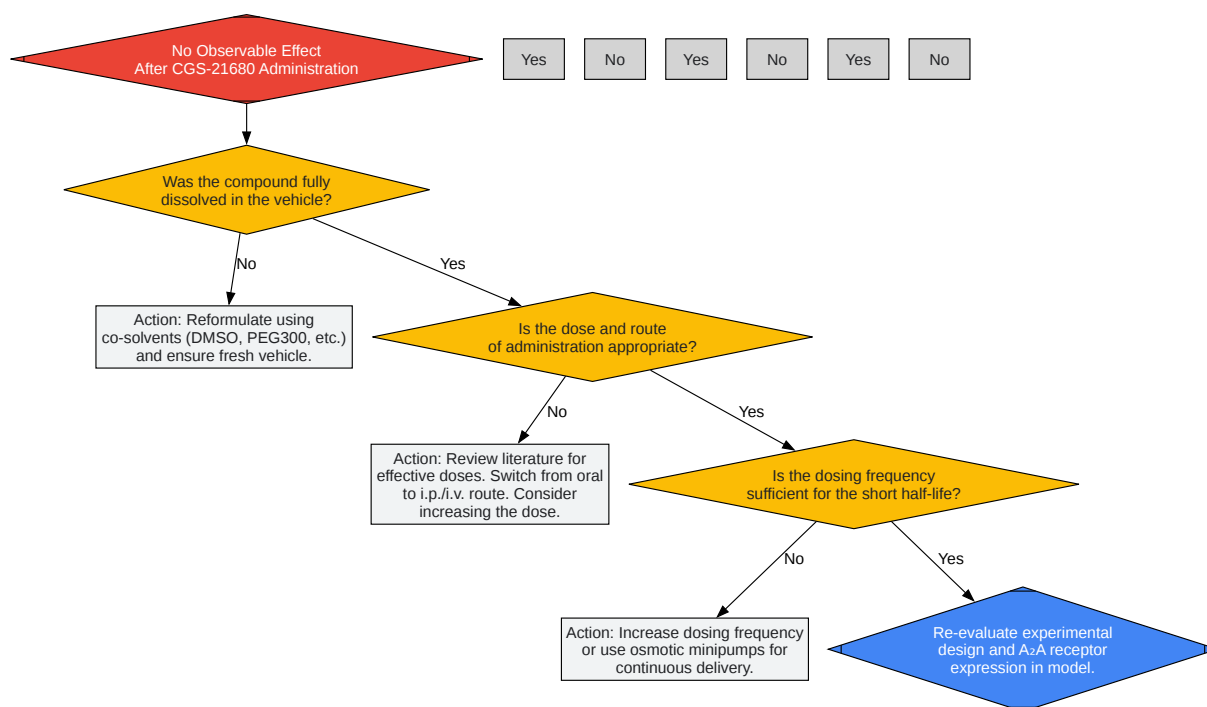 No Observable Effect
After CGS-21680 Administration
Yes
No
Yes
No
Yes
No
Was the compound fully
dissolved in the vehicle?
No
Yes
Action: Reformulate using
co-solvents (DMSO, PEG300, etc.)
and ensure fresh vehicle.
Is the dose and route
of administration appropriate?
No
Yes
Action: Review literature for
effective doses. Switch from oral
to i.p./i.v. route. Consider
increasing the dose.
Is the dosing frequency
sufficient for the short half-life?
No
Yes
Action: Increase dosing frequency
or use osmotic minipumps for
continuous delivery.
Re-evaluate experimental
design and A₂A receptor
expression in model.